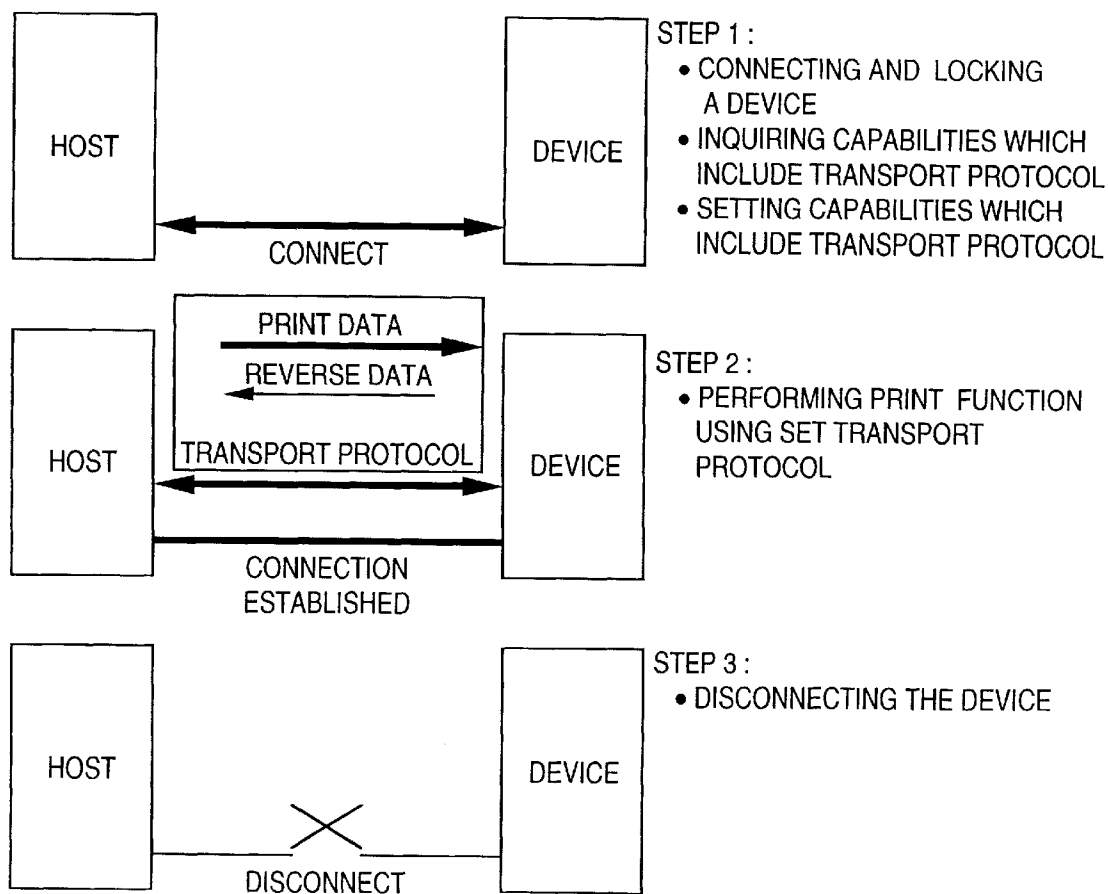 HOST
CONNECT
DEVICE
STEP 1 :
• CONNECTING AND LOCKING
A DEVICE
• INQUIRING CAPABILITIES WHICH
INCLUDE TRANSPORT PROTOCOL
• SETTING CAPABILITIES WHICH
INCLUDE TRANSPORT PROTOCOL
HOST
PRINT DATA
REVERSE DATA
TRANSPORT PROTOCOL
CONNECTION
ESTABLISHED
DEVICE
STEP 2 :
• PERFORMING PRINT FUNCTION
USING SET TRANSPORT
PROTOCOL
HOST
DISCONNECT
DEVICE
STEP 3 :
• DISCONNECTING THE DEVICE